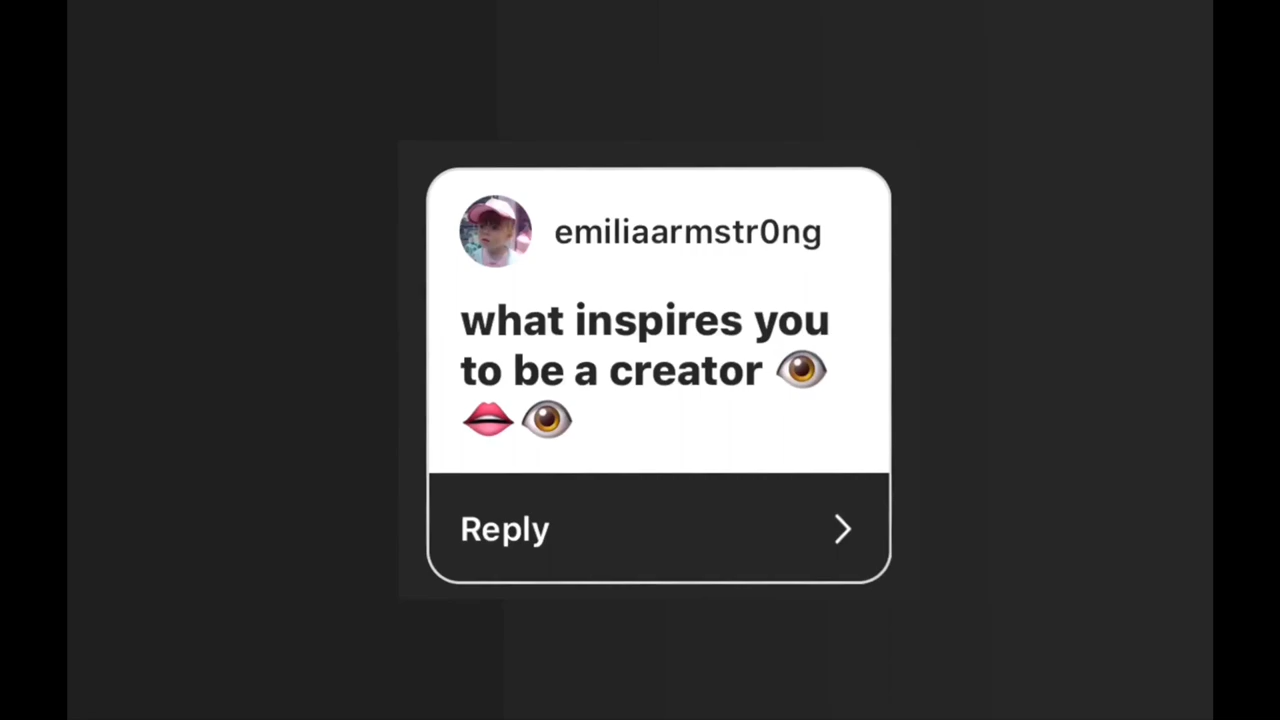 emiliaarmstr0ng
what inspires you
to be a creator 👁️
👄👁️
Reply